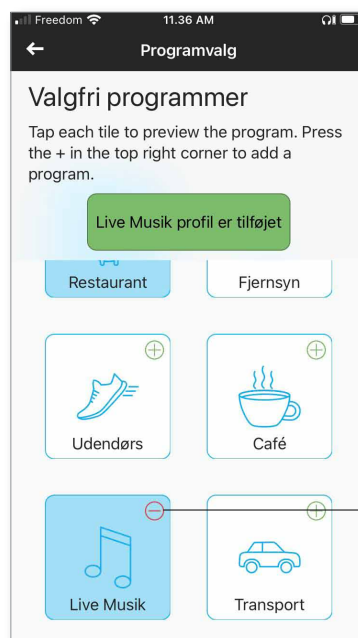 Freedom 11.36 AM
Programvalg
Valgfri programmer
Tap each tile to preview the program. Press
the + in the top right corner to add a
program.
Live Musik profil er tilføjet
Restaurant Fjernsyn
Udendørs Café
Live Musik Transport